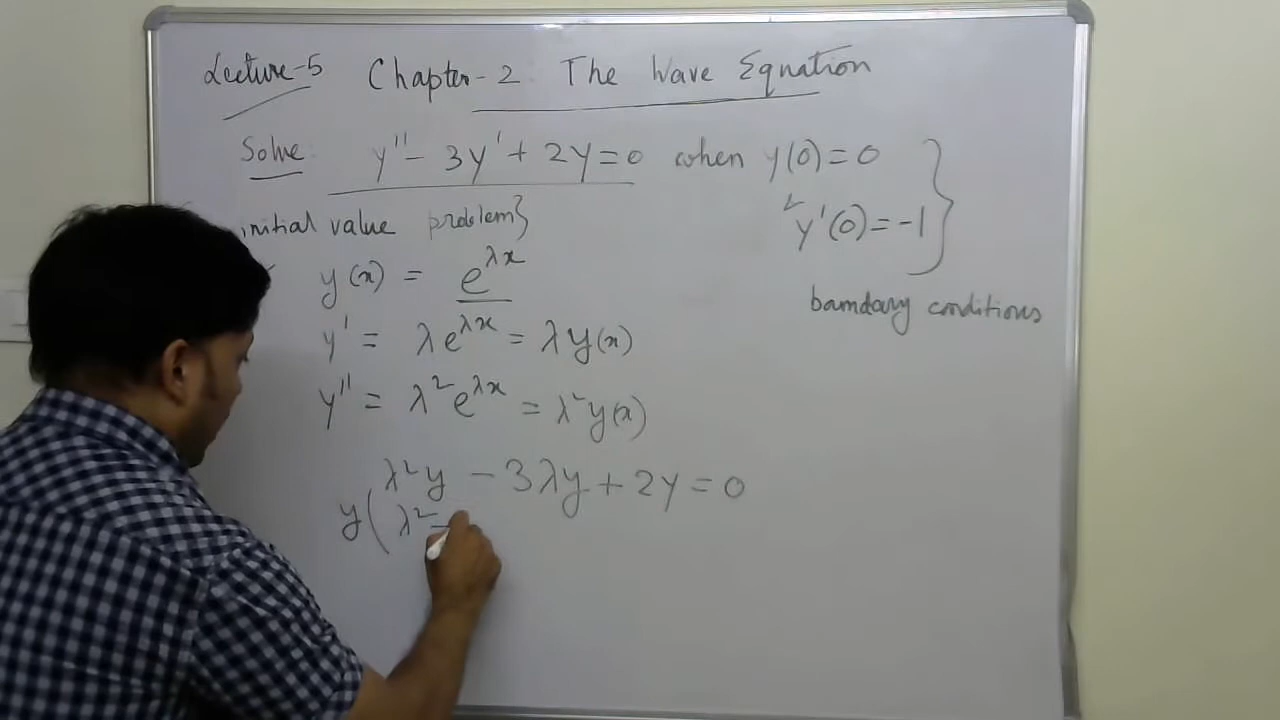 Lecture-5 Chapter-2 The Wave Equation
Solve y'' - 3y' + 2y = 0 when y(0) = 0
y'(0) = -1
initial value problem}
boundary conditions
y(x) = e^{λx}
y' = λe^{λx} = λy(x)
y'' = λ²e^{λx} = λ²y(x)
λ²y - 3λy + 2y = 0
y(λ² -